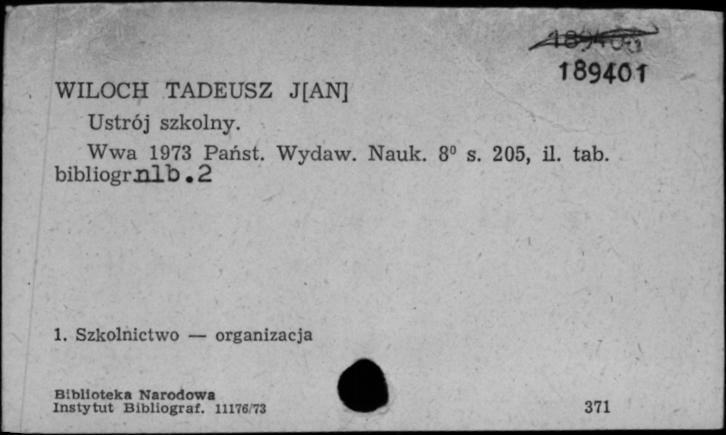 189401
WILOCH TADEUSZ J[AN]
Ustrój szkolny.
Wwa 1973 Państ. Wydaw. Nauk. 8⁰ s. 205, il. tab.
bibliogr nlb.2
1. Szkolnictwo — organizacja
Biblioteka Narodowa
Instytut Bibliograf. 11176/73
371